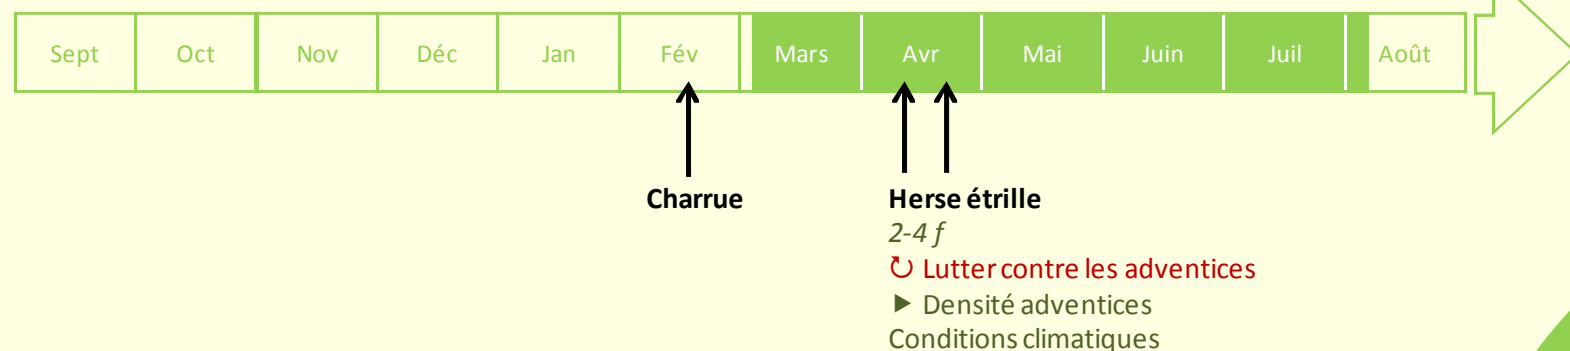 Sept Oct Nov Déc Jan Fév Mars Avr Mai Juin Juil Août
Charrue
Herse étrille
2-4 f
↻ Lutter contre les adventices
▶ Densité adventices
Conditions climatiques